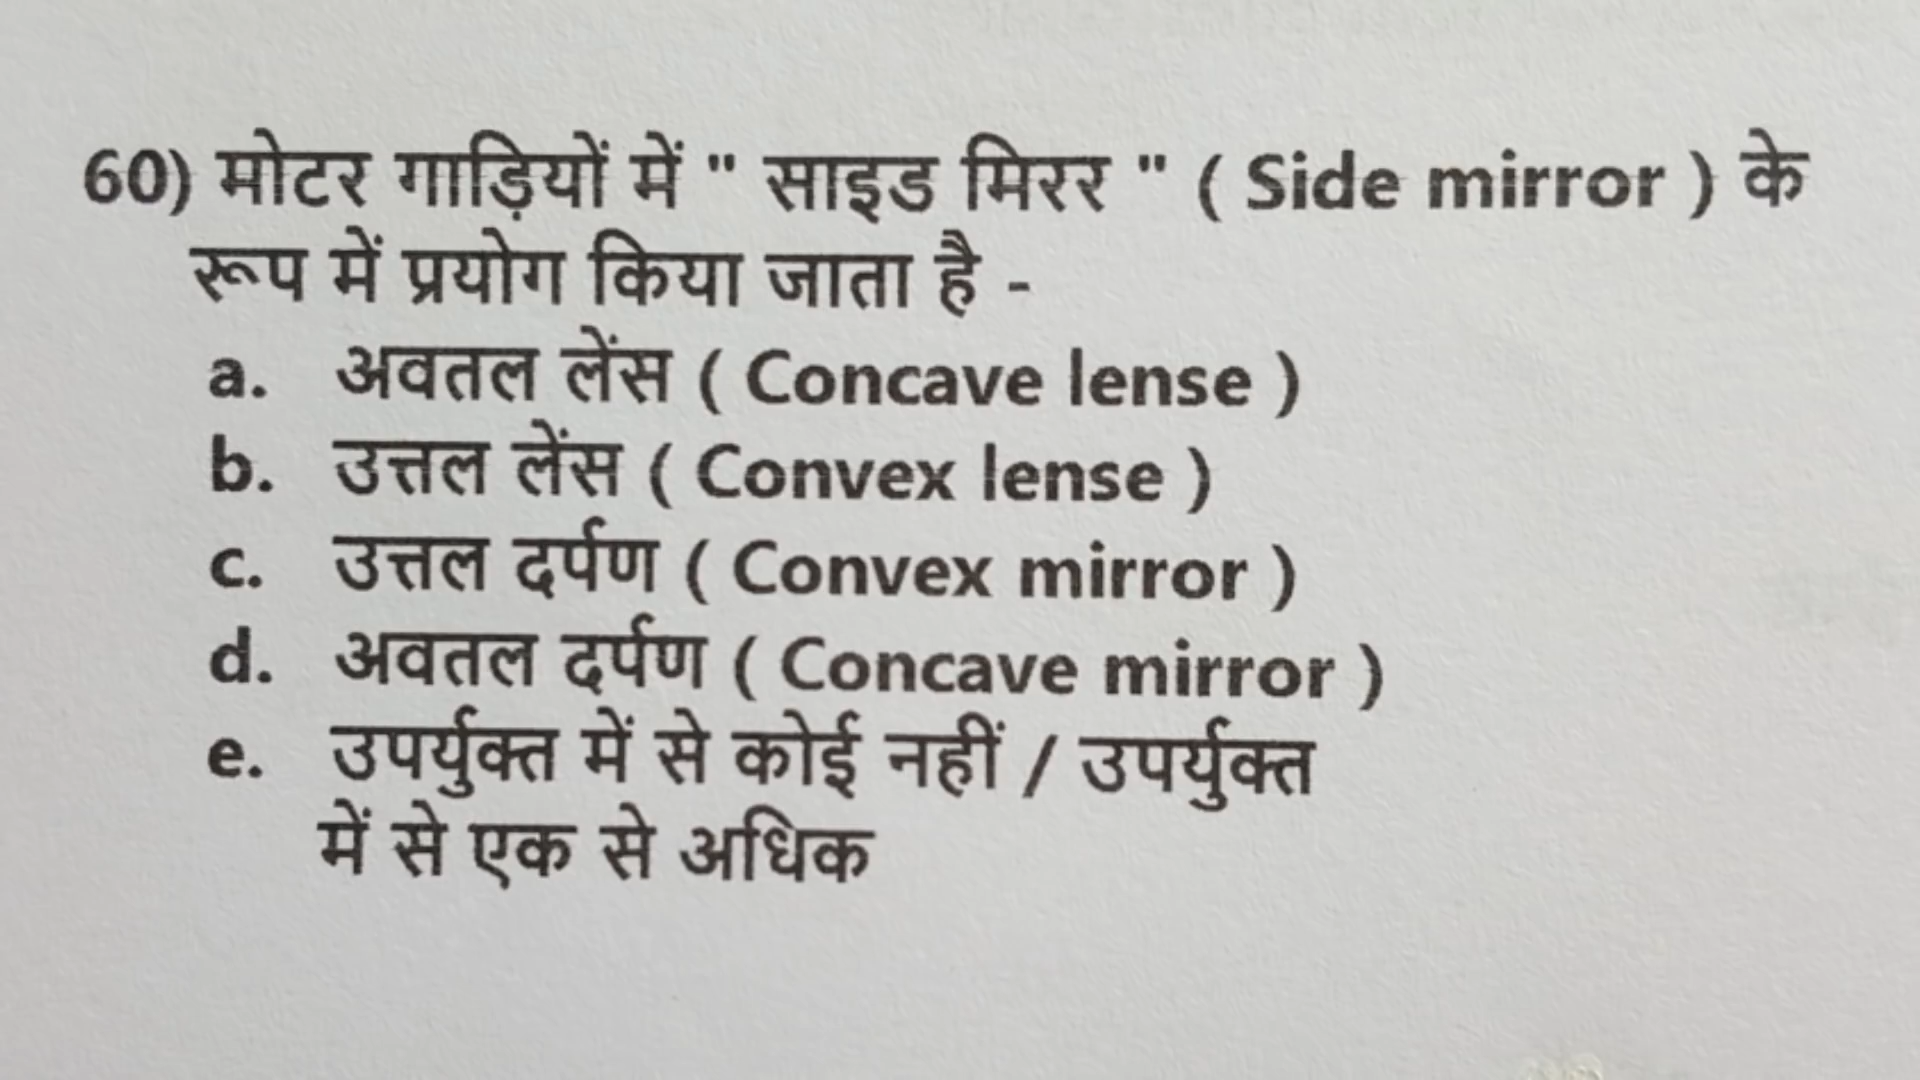 60) मोटर गाड़ियों में " साइड मिरर " ( Side mirror ) के
रूप में प्रयोग किया जाता है -
a. अवतल लेंस ( Concave lense )
b. उत्तल लेंस ( Convex lense )
c. उत्तल दर्पण ( Convex mirror )
d. अवतल दर्पण ( Concave mirror )
e. उपर्युक्त में से कोई नहीं / उपर्युक्त
में से एक से अधिक